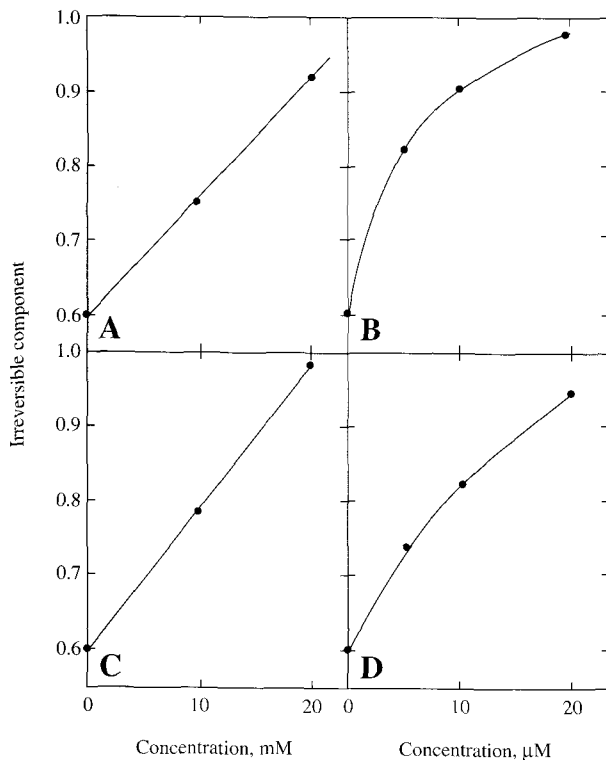 1.0
0.9
0.8
0.7
0.6
A
B
1.0
0.9
0.8
0.7
0.6
C
D
Irreversible component
0 10 20 0 10 20
Concentration, mM Concentration, µM